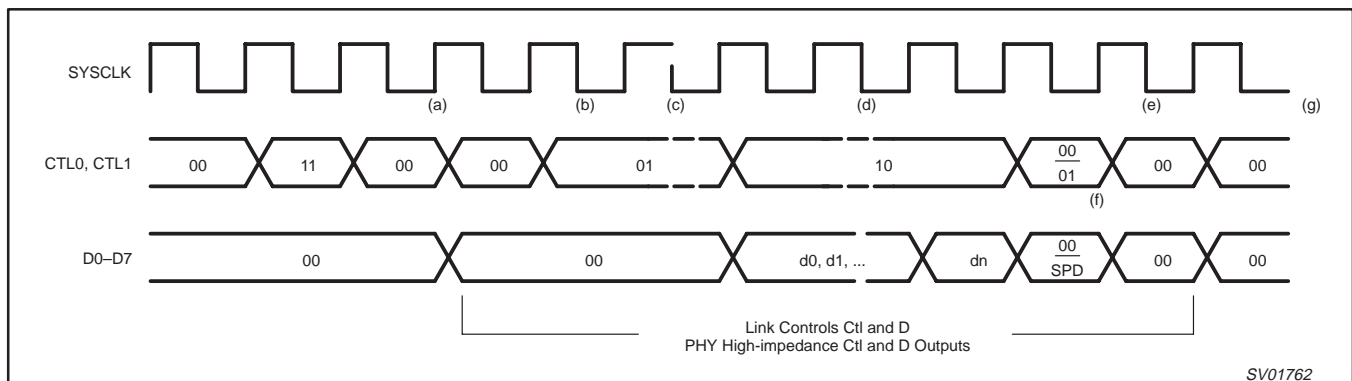 SYSCLK
(a) (b) (c) (d) (e) (g)
CTL0, CTL1 00 11 00 00 01 10 00 00 00
01
(f)
D0–D7 00 00 d0, d1, ... dn 00 00 00
SPD
Link Controls Ctl and D
PHY High-impedance Ctl and D Outputs
SV01762